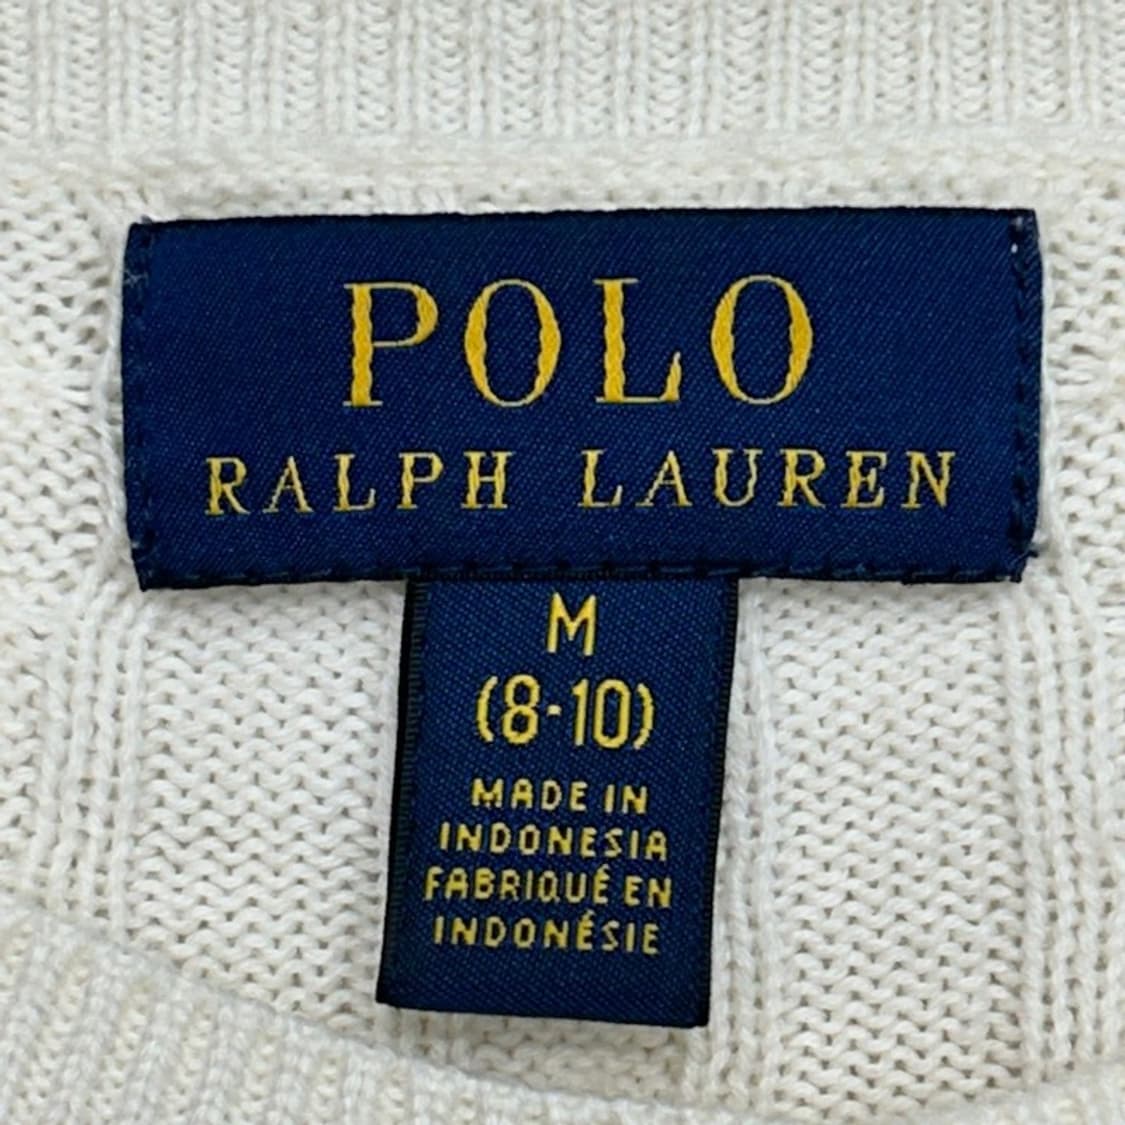 POLO
RALPH LAUREN
M
(8-10)
MADE IN
INDONESIA
FABRIQUÉ EN
INDONÉSIE